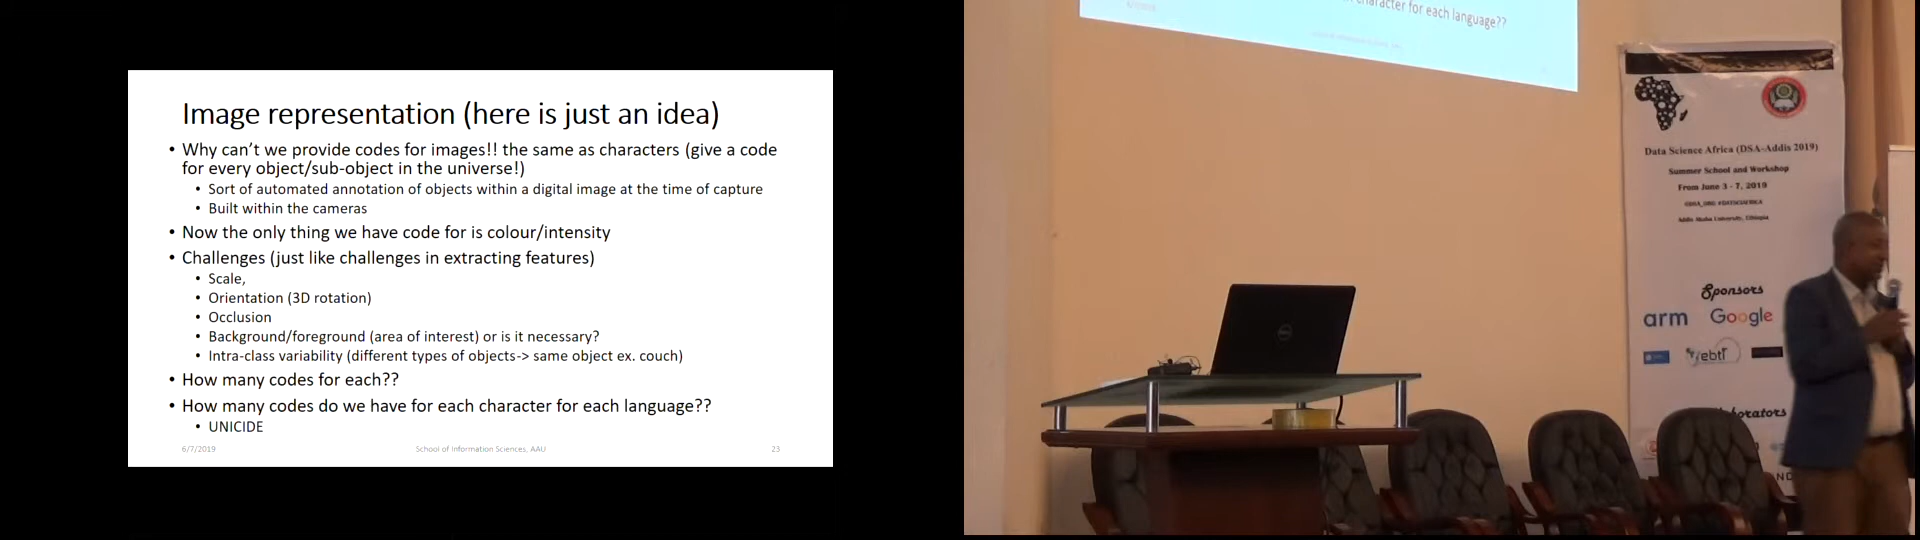 Image representation (here is just an idea)
• Why can't we provide codes for images!! the same as characters (give a code
for every object/sub-object in the universe!)
• Sort of automated annotation of objects within a digital image at the time of capture
• Built within the cameras
• Now the only thing we have code for is colour/intensity
• Challenges (just like challenges in extracting features)
• Scale,
• Orientation (3D rotation)
• Occlusion
• Background/foreground (area of interest) or is it necessary?
• Intra-class variability (different types of objects-> same object ex. couch)
• How many codes for each??
• How many codes do we have for each character for each language??
• UNICIDE
6/7/2019
School of Information Sciences, AAU
23
character for each language??
Data Science Africa (DSA-Addis 2019)
Summer School and Workshop
From June 3 - 7, 2019
Addis Ababa University, Ethiopia
Sponsors
arm Google
ebtf